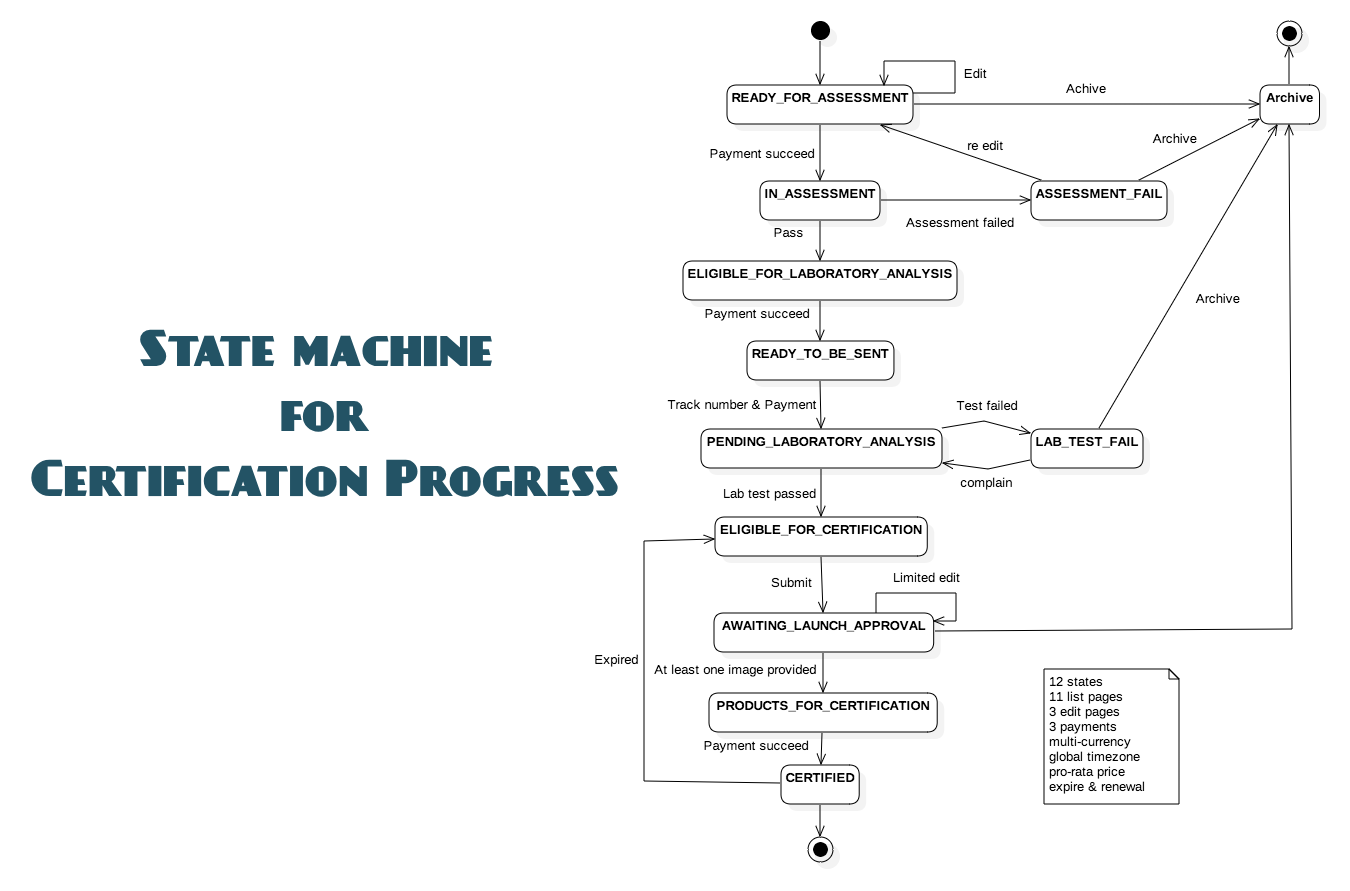 State machine
for
Certification Progress
Edit
READY_FOR_ASSESSMENT
Achive
Archive
Payment succeed
re edit
Archive
IN_ASSESSMENT
ASSESSMENT_FAIL
Assessment failed
Pass
ELIGIBLE_FOR_LABORATORY_ANALYSIS
Archive
Payment succeed
READY_TO_BE_SENT
Track number & Payment
Test failed
PENDING_LABORATORY_ANALYSIS
LAB_TEST_FAIL
complain
Lab test passed
ELIGIBLE_FOR_CERTIFICATION
Submit
Limited edit
AWAITING_LAUNCH_APPROVAL
Expired
At least one image provided
PRODUCTS_FOR_CERTIFICATION
Payment succeed
CERTIFIED
12 states
11 list pages
3 edit pages
3 payments
multi-currency
global timezone
pro-rata price
expire & renewal